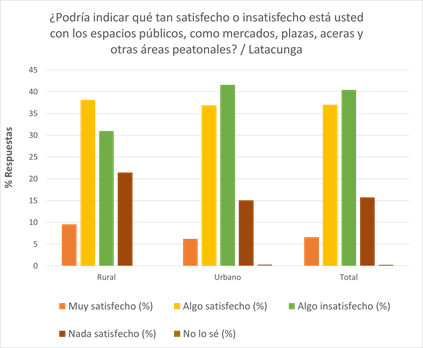 ¿Podría indicar qué tan satisfecho o insatisfecho está usted
con los espacios públicos, como mercados, plazas, aceras y
otras áreas peatonales? / Latacunga
% Respuestas
45
40
35
30
25
20
15
10
5
0
Rural Urbano Total
Muy satisfecho (%) Algo satisfecho (%) Algo insatisfecho (%)
Nada satisfecho (%) No lo sé (%)